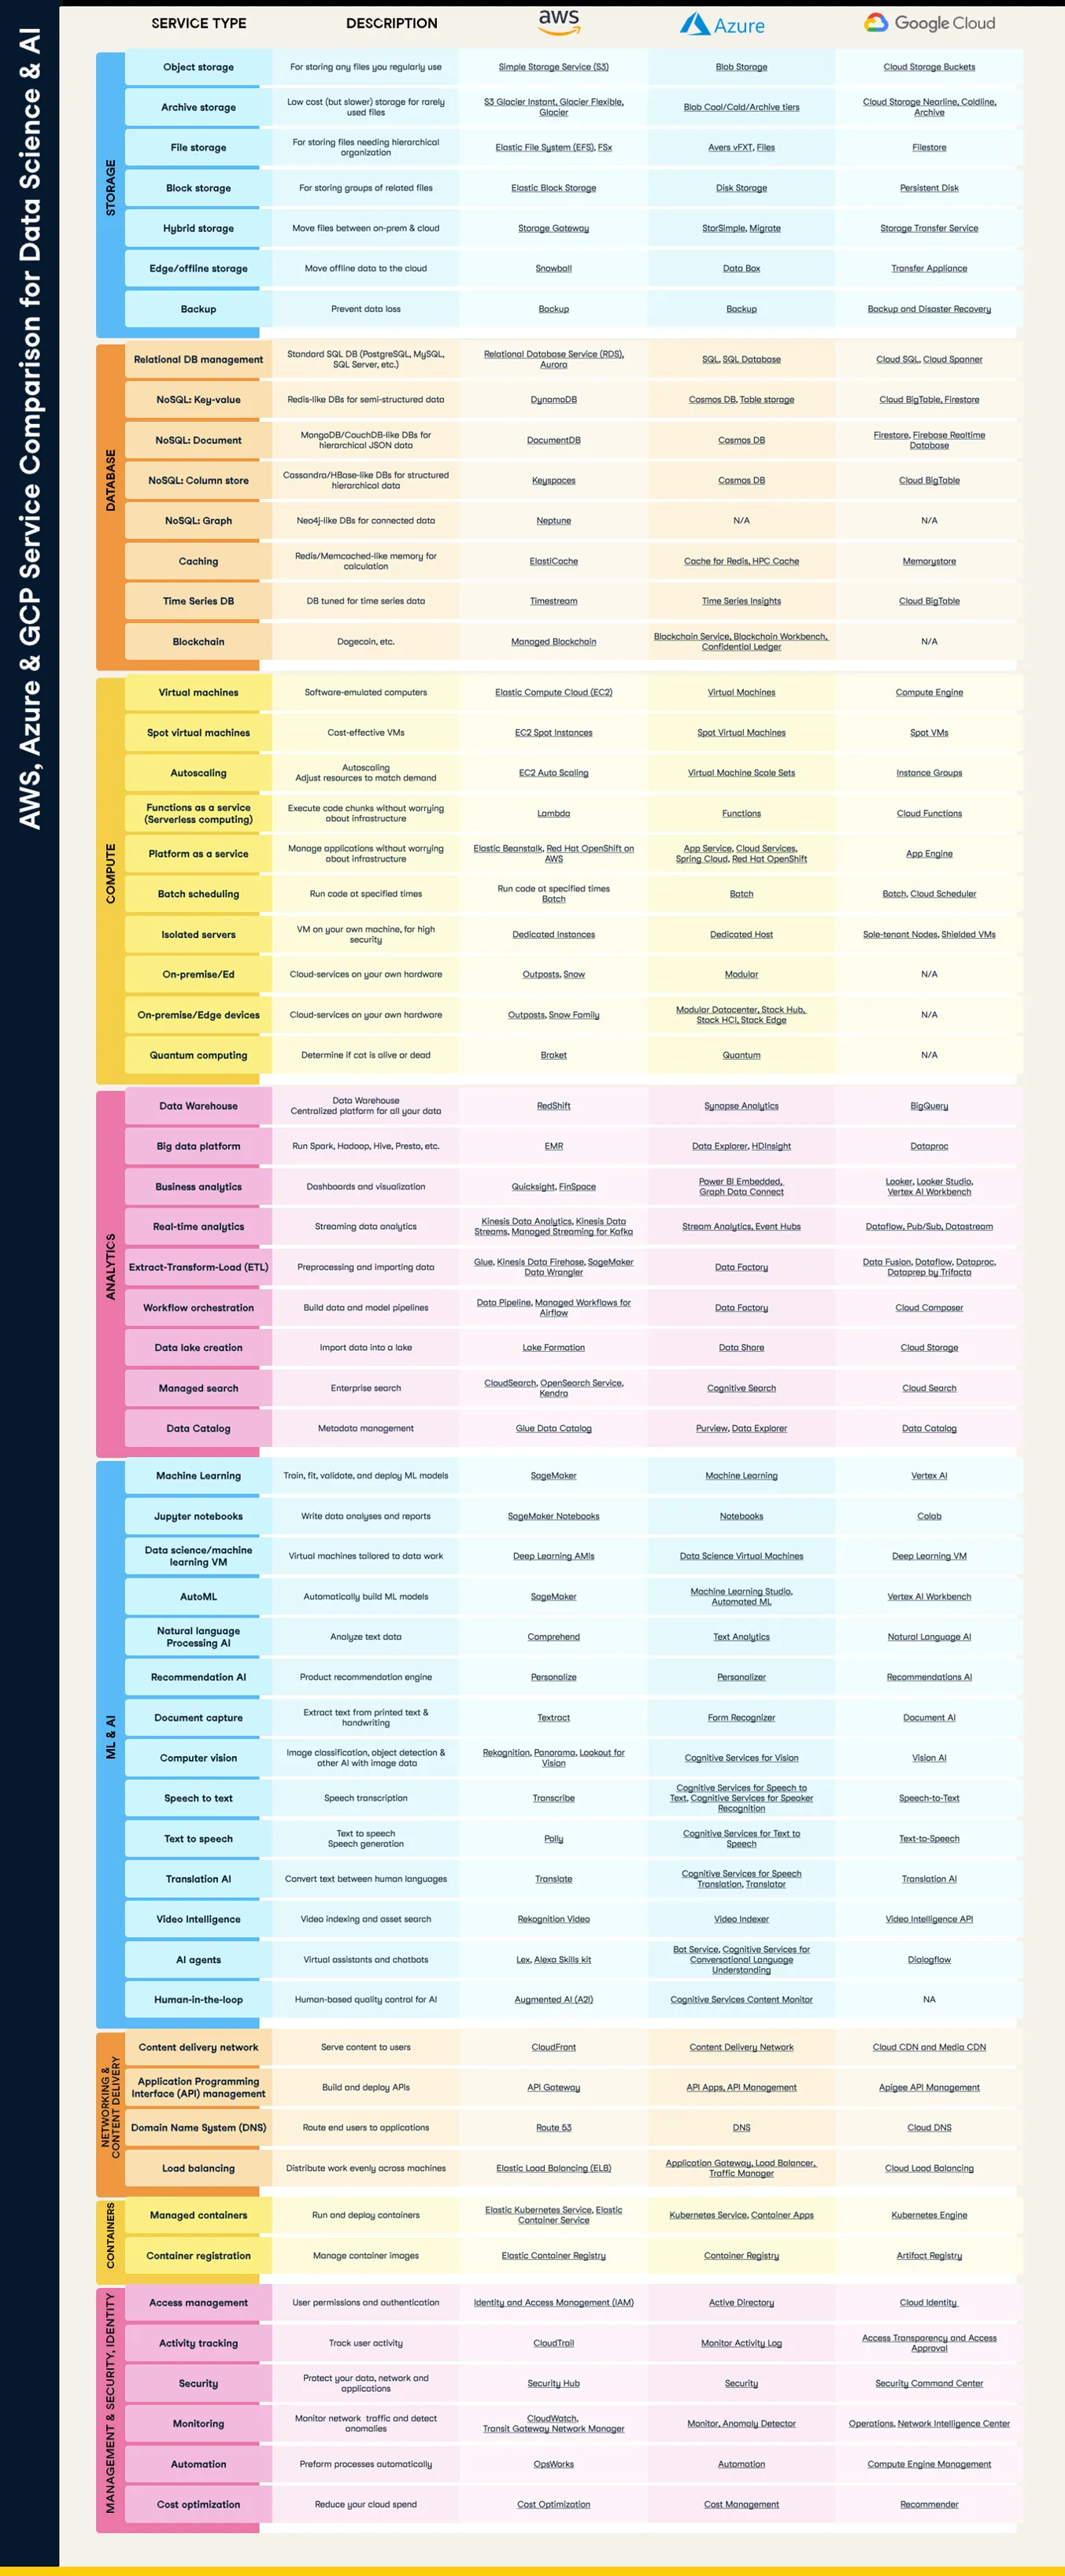 AWS, Azure & GCP Service Comparison for Data Science & AI
SERVICE TYPE
DESCRIPTION
aws
Azure
Google Cloud
STORAGE
Object storage
For storing any files you regularly use
Simple Storage Service (S3)
Blob Storage
Cloud Storage Buckets
Archive storage
Low cost (but slower) storage for rarely
used files
S3 Glacier Instant, Glacier Flexible,
Glacier
Blob Cool/Cold/Archive tiers
Cloud Storage Nearline, Coldline,
Archive
File storage
For storing files needing hierarchical
organization
Elastic File System (EFS), FSx
Avers vFXT, Files
Filestore
Block storage
For storing groups of related files
Elastic Block Storage
Disk Storage
Persistent Disk
Hybrid storage
Move files between on-prem & cloud
Storage Gateway
StorSimple, Migrate
Storage Transfer Service
Edge/offline storage
Move offline data to the cloud
Snowball
Data Box
Transfer Appliance
Backup
Prevent data loss
Backup
Backup
Backup and Disaster Recovery
DATABASE
Relational DB management
Standard SQL DB (PostgreSQL, MySQL,
SQL Server, etc.)
Relational Database Service (RDS),
Aurora
SQL, SQL Database
Cloud SQL, Cloud Spanner
NoSQL: Key-value
Redis-like DBs for semi-structured data
DynamoDB
Cosmos DB, Table storage
Cloud BigTable, Firestore
NoSQL: Document
MongoDB/CouchDB-like DBs for
hierarchical JSON data
DocumentDB
Cosmos DB
Firestore, Firebase Realtime
Database
NoSQL: Column store
Cassandra/HBase-like DBs for structured
hierarchical data
Keyspaces
Cosmos DB
Cloud BigTable
NoSQL: Graph
Neo4j-like DBs for connected data
Neptune
N/A
N/A
Caching
Redis/Memcached-like memory for
calculation
ElastiCache
Cache for Redis, HPC Cache
Memorystore
Time Series DB
DB tuned for time series data
Timestream
Time Series Insights
Cloud BigTable
Blockchain
Dogecoin, etc.
Managed Blockchain
Blockchain Service, Blockchain Workbench,
Confidential Ledger
N/A
COMPUTE
Virtual machines
Software-emulated computers
Elastic Compute Cloud (EC2)
Virtual Machines
Compute Engine
Spot virtual machines
Cost-effective VMs
EC2 Spot Instances
Spot Virtual Machines
Spot VMs
Autoscaling
Autoscaling
Adjust resources to match demand
EC2 Auto Scaling
Virtual Machine Scale Sets
Instance Groups
Functions as a service
(Serverless computing)
Execute code chunks without worrying
about infrastructure
Lambda
Functions
Cloud Functions
Platform as a service
Manage applications without worrying
about infrastructure
Elastic Beanstalk, Red Hat OpenShift on
AWS
App Service, Cloud Services,
Spring Cloud, Red Hat OpenShift
App Engine
Batch scheduling
Run code at specified times
Run code at specified times
Batch
Batch
Batch, Cloud Scheduler
Isolated servers
VM on your own machine, for high
security
Dedicated Instances
Dedicated Host
Sole-tenant Nodes, Shielded VMs
On-premise/Ed
Cloud-services on your own hardware
Outposts, Snow
Modular
N/A
On-premise/Edge devices
Cloud-services on your own hardware
Outposts, Snow Family
Modular Datacenter, Stack Hub,
Stack HCI, Stack Edge
N/A
Quantum computing
Determine if cat is alive or dead
Braket
Quantum
N/A
ANALYTICS
Data Warehouse
Data Warehouse
Centralized platform for all your data
RedShift
Synapse Analytics
BigQuery
Big data platform
Run Spark, Hadoop, Hive, Presto, etc.
EMR
Data Explorer, HDInsight
Dataproc
Business analytics
Dashboards and visualization
Quicksight, FinSpace
Power BI Embedded,
Graph Data Connect
Looker, Looker Studio,
Vertex AI Workbench
Real-time analytics
Streaming data analytics
Kinesis Data Analytics, Kinesis Data
Streams, Managed Streaming for Kafka
Stream Analytics, Event Hubs
Dataflow, Pub/Sub, Datastream
Extract-Transform-Load (ETL)
Preprocessing and importing data
Glue, Kinesis Data Firehose, SageMaker
Data Wrangler
Data Factory
Data Fusion, Dataflow, Dataproc,
Dataprep by Trifacta
Workflow orchestration
Build data and model pipelines
Data Pipeline, Managed Workflows for
Airflow
Data Factory
Cloud Composer
Data lake creation
Import data into a lake
Lake Formation
Data Share
Cloud Storage
Managed search
Enterprise search
CloudSearch, OpenSearch Service,
Kendra
Cognitive Search
Cloud Search
Data Catalog
Metadata management
Glue Data Catalog
Purview, Data Explorer
Data Catalog
ML & AI
Machine Learning
Train, fit, validate, and deploy ML models
SageMaker
Machine Learning
Vertex AI
Jupyter notebooks
Write data analyses and reports
SageMaker Notebooks
Notebooks
Colab
Data science/machine
learning VM
Virtual machines tailored to data work
Deep Learning AMIs
Data Science Virtual Machines
Deep Learning VM
AutoML
Automatically build ML models
SageMaker
Machine Learning Studio,
Automated ML
Vertex AI Workbench
Natural language
Processing AI
Analyze text data
Comprehend
Text Analytics
Natural Language AI
Recommendation AI
Product recommendation engine
Personalize
Personalizer
Recommendations AI
Document capture
Extract text from printed text &
handwriting
Textract
Form Recognizer
Document AI
Computer vision
Image classification, object detection &
other AI with image data
Rekognition, Panorama, Lookout for
Vision
Cognitive Services for Vision
Vision AI
Speech to text
Speech transcription
Transcribe
Cognitive Services for Speech to
Text, Cognitive Services for Speaker
Recognition
Speech-to-Text
Text to speech
Text to speech
Speech generation
Polly
Cognitive Services for Text to
Speech
Text-to-Speech
Translation AI
Convert text between human languages
Translate
Cognitive Services for Speech
Translation, Translator
Translation AI
Video Intelligence
Video indexing and asset search
Rekognition Video
Video Indexer
Video Intelligence API
AI agents
Virtual assistants and chatbots
Lex, Alexa Skills kit
Bot Service, Cognitive Services for
Conversational Language
Understanding
Dialogflow
Human-in-the-loop
Human-based quality control for AI
Augmented AI (A2I)
Cognitive Services Content Monitor
NA
NETWORKING &
CONTENT DELIVERY
Content delivery network
Serve content to users
CloudFront
Content Delivery Network
Cloud CDN and Media CDN
Application Programming
Interface (API) management
Build and deploy APIs
API Gateway
API Apps, API Management
Apigee API Management
Domain Name System (DNS)
Route end users to applications
Route 53
DNS
Cloud DNS
Load balancing
Distribute work evenly across machines
Elastic Load Balancing (ELB)
Application Gateway, Load Balancer,
Traffic Manager
Cloud Load Balancing
CONTAINERS
Managed containers
Run and deploy containers
Elastic Kubernetes Service, Elastic
Container Service
Kubernetes Service, Container Apps
Kubernetes Engine
Container registration
Manage container images
Elastic Container Registry
Container Registry
Artifact Registry
MANAGEMENT & SECURITY, IDENTITY
Access management
User permissions and authentication
Identity and Access Management (IAM)
Active Directory
Cloud Identity
Activity tracking
Track user activity
CloudTrail
Monitor Activity Log
Access Transparency and Access
Approval
Security
Protect your data, network and
applications
Security Hub
Security
Security Command Center
Monitoring
Monitor network traffic and detect
anomalies
CloudWatch,
Transit Gateway Network Manager
Monitor, Anomaly Detector
Operations, Network Intelligence Center
Automation
Preform processes automatically
OpsWorks
Automation
Compute Engine Management
Cost optimization
Reduce your cloud spend
Cost Optimization
Cost Management
Recommender